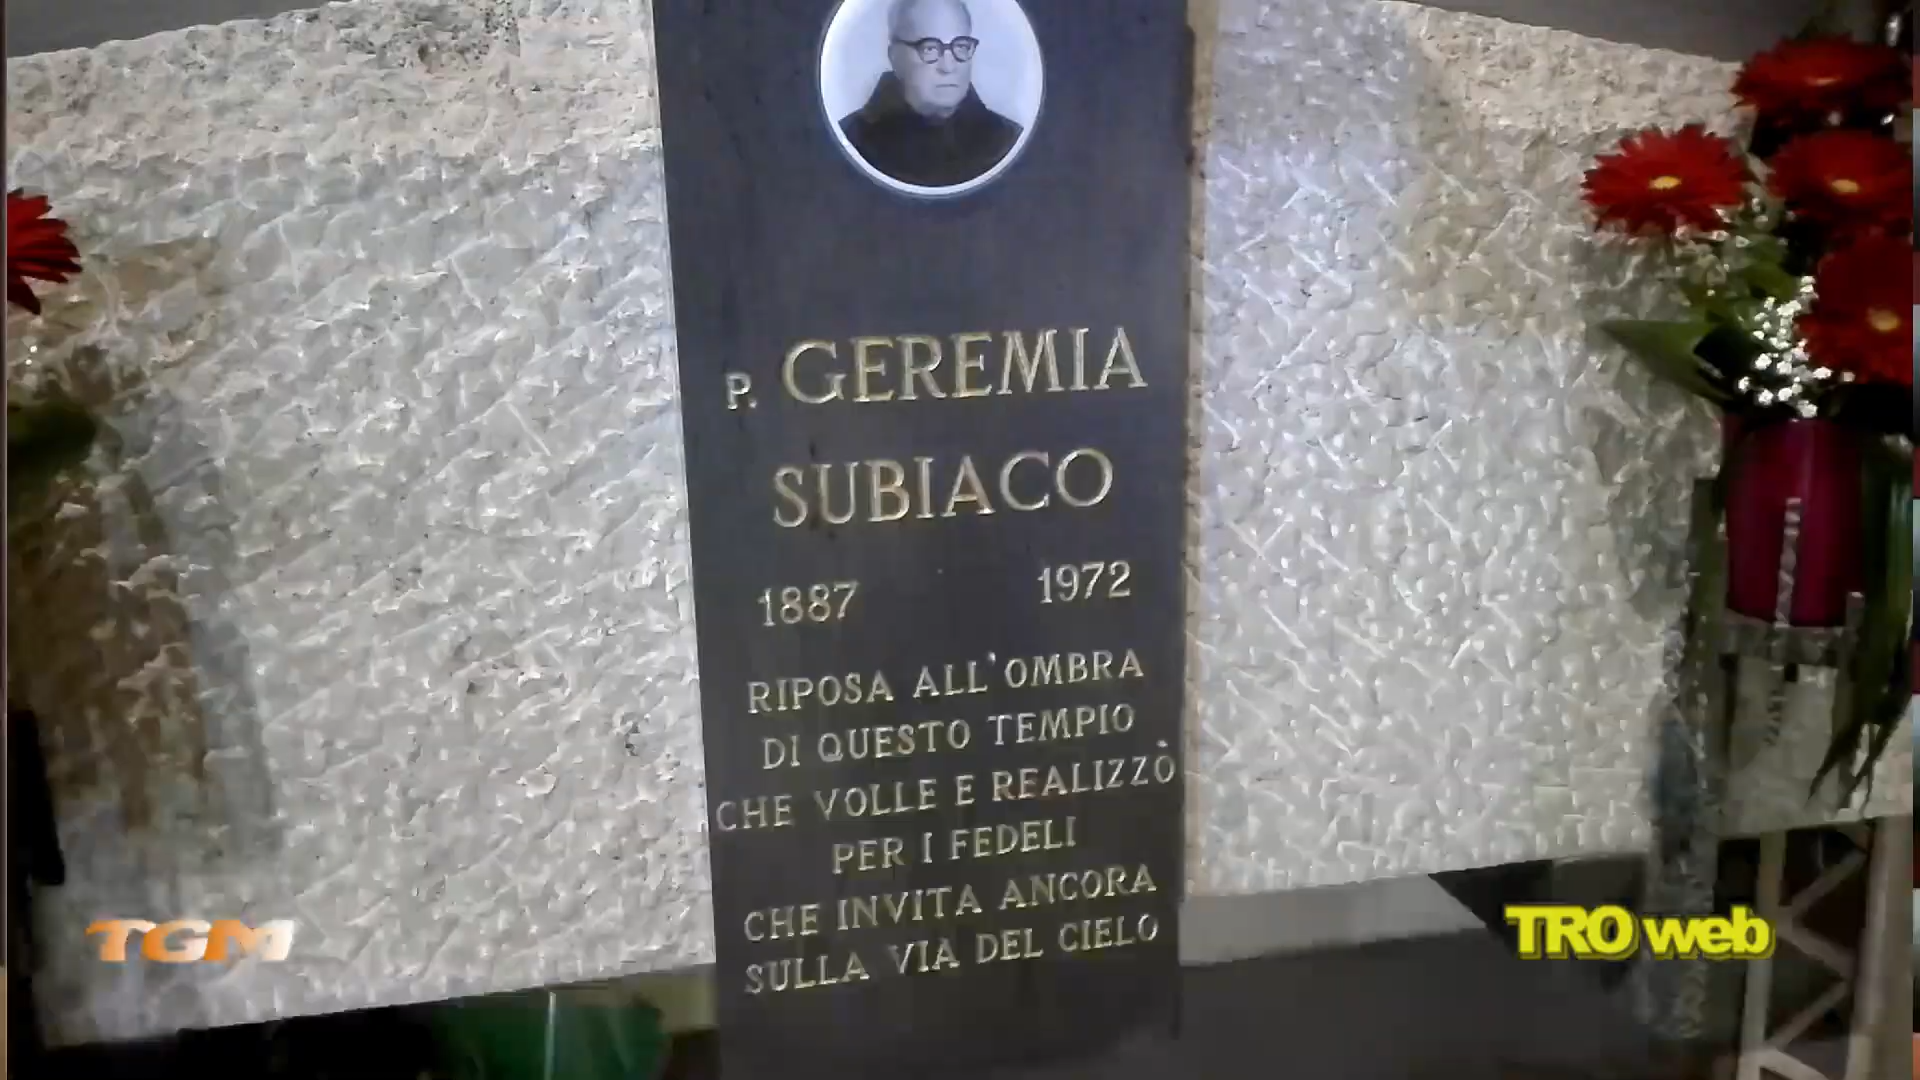 P. GEREMIA
SUBIACO
1887 1972
RIPOSA ALL'OMBRA
DI QUESTO TEMPIO
CHE VOLLE E REALIZZÒ
PER I FEDELI
CHE INVITA ANCORA
SULLA VIA DEL CIELO
TGM
TRO web